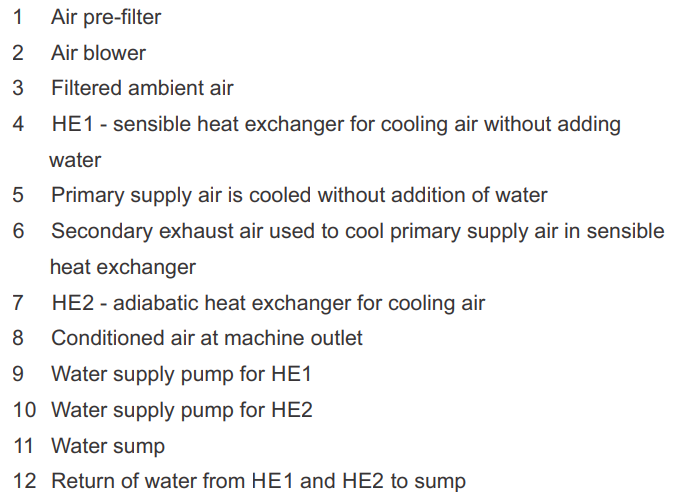 1 Air pre-filter
2 Air blower
3 Filtered ambient air
4 HE1 - sensible heat exchanger for cooling air without adding
water
5 Primary supply air is cooled without addition of water
6 Secondary exhaust air used to cool primary supply air in sensible
heat exchanger
7 HE2 - adiabatic heat exchanger for cooling air
8 Conditioned air at machine outlet
9 Water supply pump for HE1
10 Water supply pump for HE2
11 Water sump
12 Return of water from HE1 and HE2 to sump